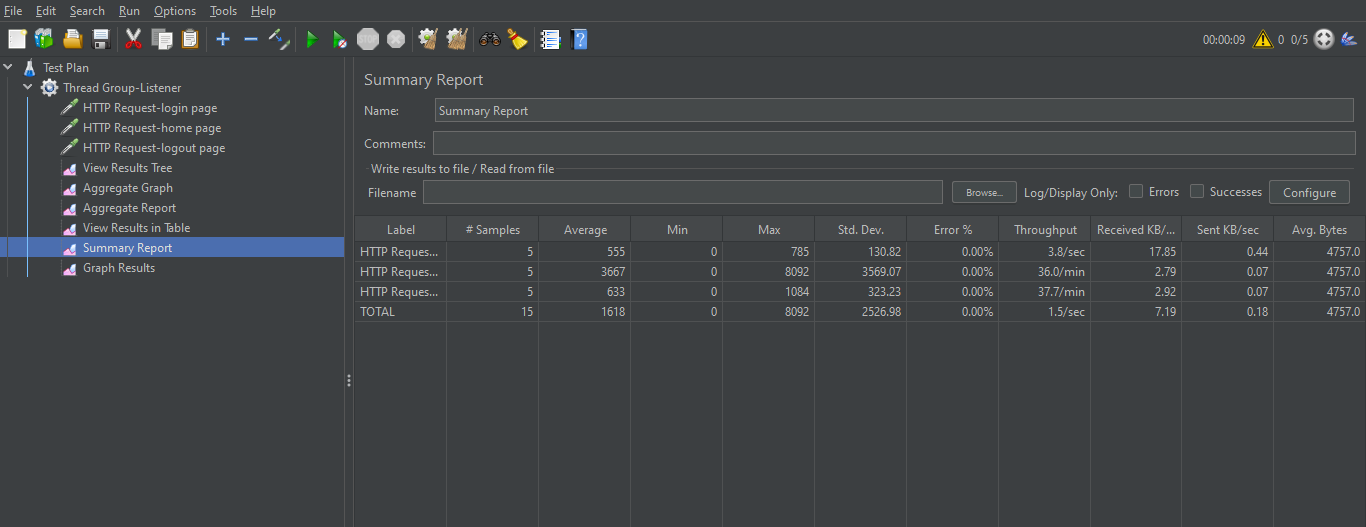 File Edit Search Run Options Tools Help
00:00:09 0 0/5
Test Plan
Thread Group-Listener
HTTP Request-login page
HTTP Request-home page
HTTP Request-logout page
View Results Tree
Aggregate Graph
Aggregate Report
View Results in Table
Summary Report
Graph Results
Summary Report
Name: Summary Report
Comments:
Write results to file / Read from file
Filename Browse... Log/Display Only: Errors Successes Configure
Label # Samples Average Min Max Std. Dev. Error % Throughput Received KB/... Sent KB/sec Avg. Bytes
HTTP Reques... 5 555 0 785 130.82 0.00% 3.8/sec 17.85 0.44 4757.0
HTTP Reques... 5 3667 0 8092 3569.07 0.00% 36.0/min 2.79 0.07 4757.0
HTTP Reques... 5 633 0 1084 323.23 0.00% 37.7/min 2.92 0.07 4757.0
TOTAL 15 1618 0 8092 2526.98 0.00% 1.5/sec 7.19 0.18 4757.0